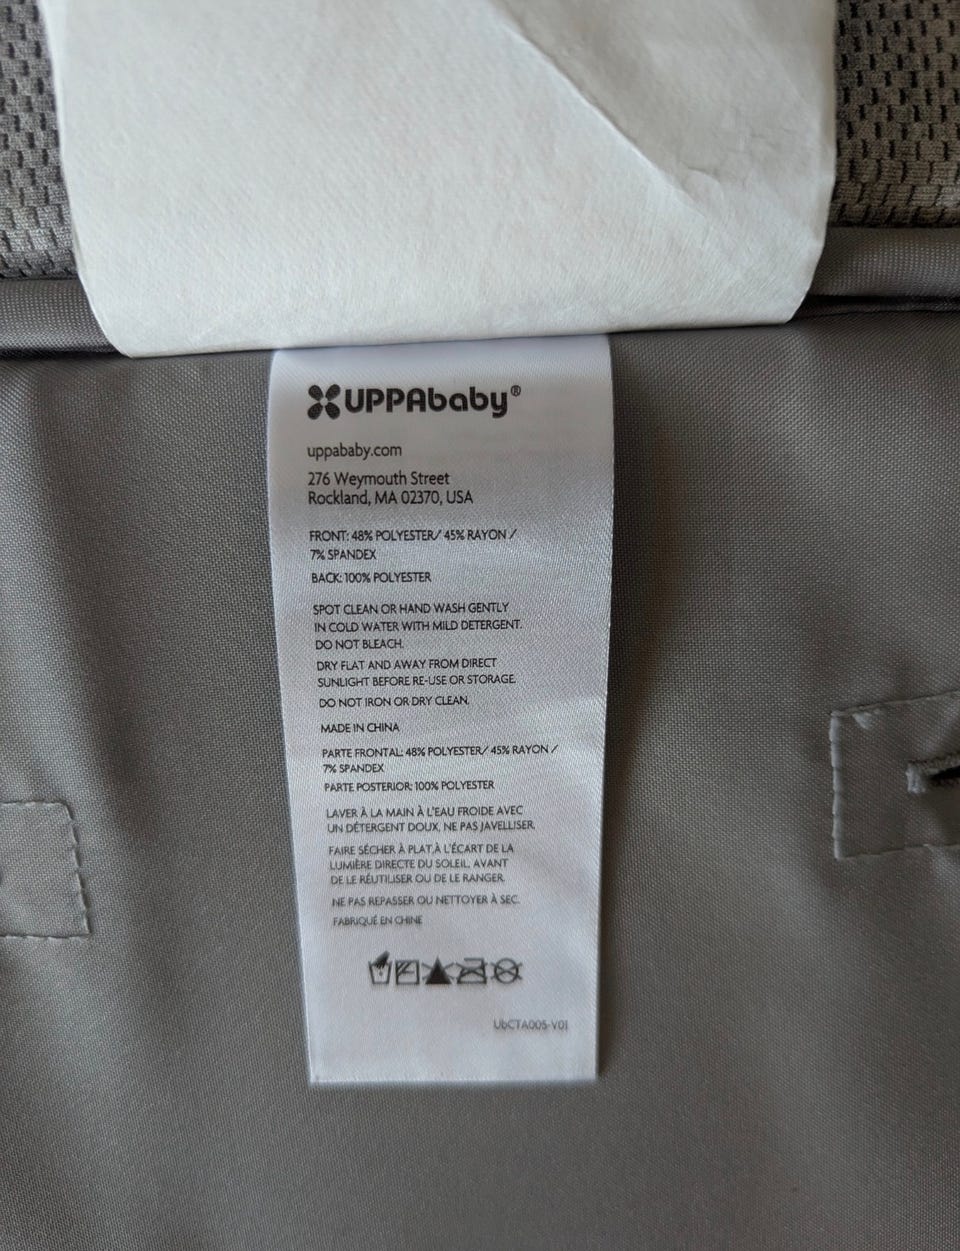 UPPAbaby®
uppababy.com
276 Weymouth Street
Rockland, MA 02370, USA
FRONT: 48% POLYESTER/ 45% RAYON /
7% SPANDEX
BACK: 100% POLYESTER
SPOT CLEAN OR HAND WASH GENTLY
IN COLD WATER WITH MILD DETERGENT.
DO NOT BLEACH.
DRY FLAT AND AWAY FROM DIRECT
SUNLIGHT BEFORE RE-USE OR STORAGE.
DO NOT IRON OR DRY CLEAN.
MADE IN CHINA
PARTE FRONTAL: 48% POLYESTER/ 45% RAYON /
7% SPANDEX
PARTE POSTERIOR: 100% POLYESTER
LAVER À LA MAIN À L'EAU FROIDE AVEC
UN DÉTERGENT DOUX, NE PAS JAVELLISER.
FAIRE SÉCHER À PLAT,À L'ÉCART DE LA
LUMIÈRE DIRECTE DU SOLEIL, AVANT
DE LE RÉUTILISER OU DE LE RANGER.
NE PAS REPASSER OU NETTOYER À SEC.
FABRIQUÉ EN CHINE
UbCTA005-V01